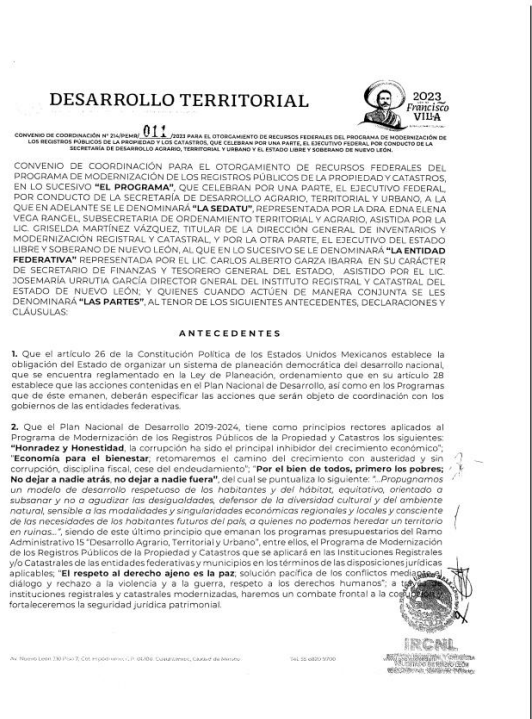 DESARROLLO TERRITORIAL
2023
Francisco
VILLA
CONVENIO DE COORDINACIÓN N° 214/PEMR/ 011 /2023 PARA EL OTORGAMIENTO DE RECURSOS FEDERALES DEL PROGRAMA DE MODERNIZACIÓN DE
LOS REGISTROS PÚBLICOS DE LA PROPIEDAD Y LOS CATASTROS, QUE CELEBRAN POR UNA PARTE, EL EJECUTIVO FEDERAL POR CONDUCTO DE LA
SECRETARÍA DE DESARROLLO AGRARIO, TERRITORIAL Y URBANO Y EL ESTADO LIBRE Y SOBERANO DE NUEVO LEÓN.
CONVENIO DE COORDINACIÓN PARA EL OTORGAMIENTO DE RECURSOS FEDERALES DEL
PROGRAMA DE MODERNIZACIÓN DE LOS REGISTROS PÚBLICOS DE LA PROPIEDAD Y CATASTROS,
EN LO SUCESIVO "EL PROGRAMA", QUE CELEBRAN POR UNA PARTE, EL EJECUTIVO FEDERAL,
POR CONDUCTO DE LA SECRETARÍA DE DESARROLLO AGRARIO, TERRITORIAL Y URBANO, A LA
QUE EN ADELANTE SE LE DENOMINARÁ "LA SEDATU", REPRESENTADA POR LA DRA. EDNA ELENA
VEGA RANGEL, SUBSECRETARIA DE ORDENAMIENTO TERRITORIAL Y AGRARIO, ASISTIDA POR LA
LIC. GRISELDA MARTÍNEZ VÁZQUEZ, TITULAR DE LA DIRECCIÓN GENERAL DE INVENTARIOS Y
MODERNIZACIÓN REGISTRAL Y CATASTRAL, Y POR LA OTRA PARTE, EL EJECUTIVO DEL ESTADO
LIBRE Y SOBERANO DE NUEVO LEÓN, AL QUE EN LO SUCESIVO SE LE DENOMINARÁ "LA ENTIDAD
FEDERATIVA" REPRESENTADA POR EL LIC. CARLOS ALBERTO GARZA IBARRA EN SU CARÁCTER
DE SECRETARIO DE FINANZAS Y TESORERO GENERAL DEL ESTADO, ASISTIDO POR EL LIC.
JOSEMARÍA URRUTIA GARCÍA DIRECTOR GNERAL DEL INSTITUTO REGISTRAL Y CATASTRAL DEL
ESTADO DE NUEVO LEÓN; Y QUIENES CUANDO ACTÚEN DE MANERA CONJUNTA SE LES
DENOMINARÁ "LAS PARTES", AL TENOR DE LOS SIGUIENTES ANTECEDENTES, DECLARACIONES Y
CLÁUSULAS:
ANTECEDENTES
1. Que el artículo 26 de la Constitución Política de los Estados Unidos Mexicanos establece la
obligación del Estado de organizar un sistema de planeación democrática del desarrollo nacional,
que se encuentra reglamentado en la Ley de Planeación, ordenamiento que en su artículo 28
establece que las acciones contenidas en el Plan Nacional de Desarrollo, así como en los Programas
que de éste emanen, deberán especificar las acciones que serán objeto de coordinación con los
gobiernos de las entidades federativas.
2. Que el Plan Nacional de Desarrollo 2019-2024, tiene como principios rectores aplicados al
Programa de Modernización de los Registros Públicos de la Propiedad y Catastros los siguientes:
"Honradez y Honestidad, la corrupción ha sido el principal inhibidor del crecimiento económico";
"Economía para el bienestar; retomaremos el camino del crecimiento con austeridad y sin
corrupción, disciplina fiscal, cese del endeudamiento"; "Por el bien de todos, primero los pobres;
No dejar a nadie atrás, no dejar a nadie fuera", del cual se puntualiza lo siguiente: "...Propugnamos
un modelo de desarrollo respetuoso de los habitantes y del hábitat, equitativo, orientado a
subsanar y no a agudizar las desigualdades, defensor de la diversidad cultural y del ambiente
natural, sensible a las modalidades y singularidades económicas regionales y locales y consciente
de las necesidades de los habitantes futuros del país, a quienes no podemos heredar un territorio
en ruinas...", siendo de este último principio que emanan los programas presupuestarios del Ramo
Administrativo 15 "Desarrollo Agrario, Territorial y Urbano", entre ellos, el Programa de Modernización
de los Registros Públicos de la Propiedad y Catastros que se aplicará en las Instituciones Registrales
y/o Catastrales de las entidades federativas y municipios en los términos de las disposiciones jurídicas
aplicables; "El respeto al derecho ajeno es la paz; solución pacífica de los conflictos mediante el
diálogo y rechazo a la violencia y a la guerra, respeto a los derechos humanos"; a través de
instituciones registrales y catastrales modernizadas, haremos un combate frontal a la corrupción y
fortaleceremos la seguridad jurídica patrimonial.
IRCNL